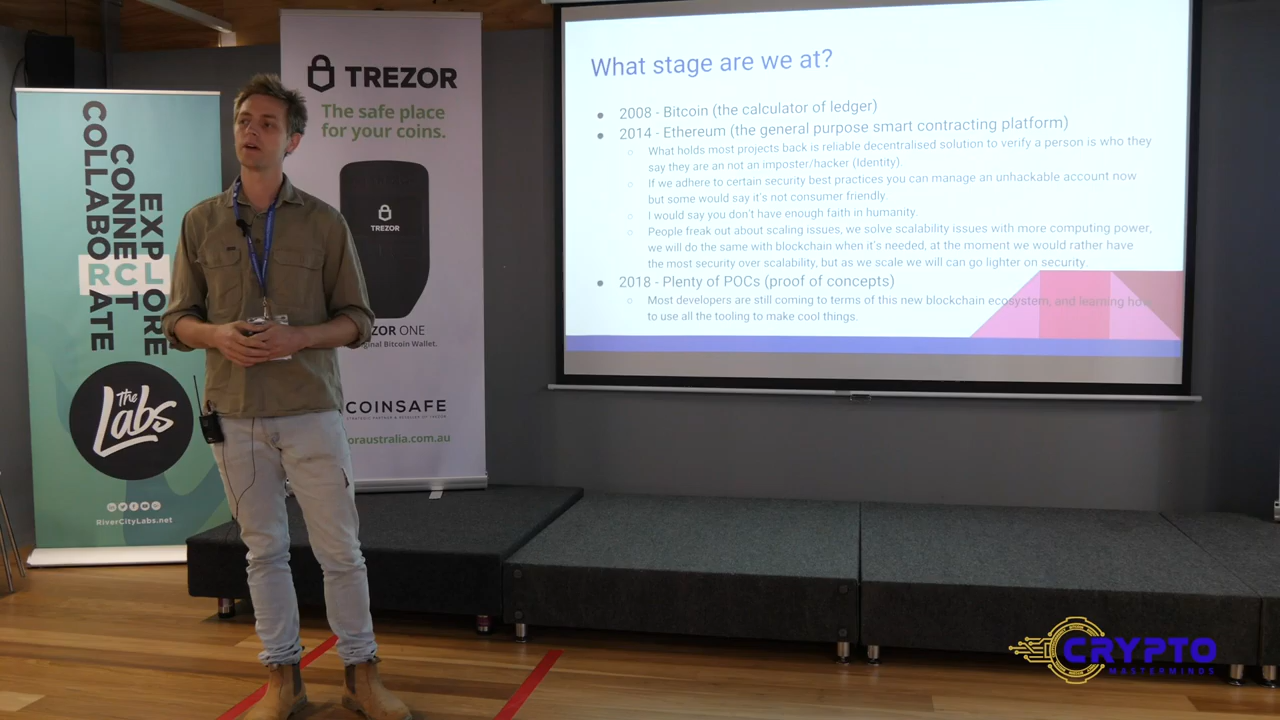 COLLABORATE
CONNECT
EXPLORE
RCL
the
Labs
RiverCityLabs.net
TREZOR
The safe place
for your coins.
TREZOR
ZOR ONE
ginal Bitcoin Wallet.
COINSAFE
oraustralia.com.au
What stage are we at?
● 2008 - Bitcoin (the calculator of ledger)
● 2014 - Ethereum (the general purpose smart contracting platform)
○ What holds most projects back is reliable decentralised solution to verify a person is who they
say they are an not an imposter/hacker (Identity).
○ If we adhere to certain security best practices you can manage an unhackable account now
but some would say it's not consumer friendly.
○ I would say you don't have enough faith in humanity.
○ People freak out about scaling issues, we solve scalability issues with more computing power,
we will do the same with blockchain when it's needed, at the moment we would rather have
the most security over scalability, but as we scale we will can go lighter on security.
● 2018 - Plenty of POCs (proof of concepts)
○ Most developers are still coming to terms of this new blockchain ecosystem, and learning how
to use all the tooling to make cool things.
CRYPTO
MASTERMINDS